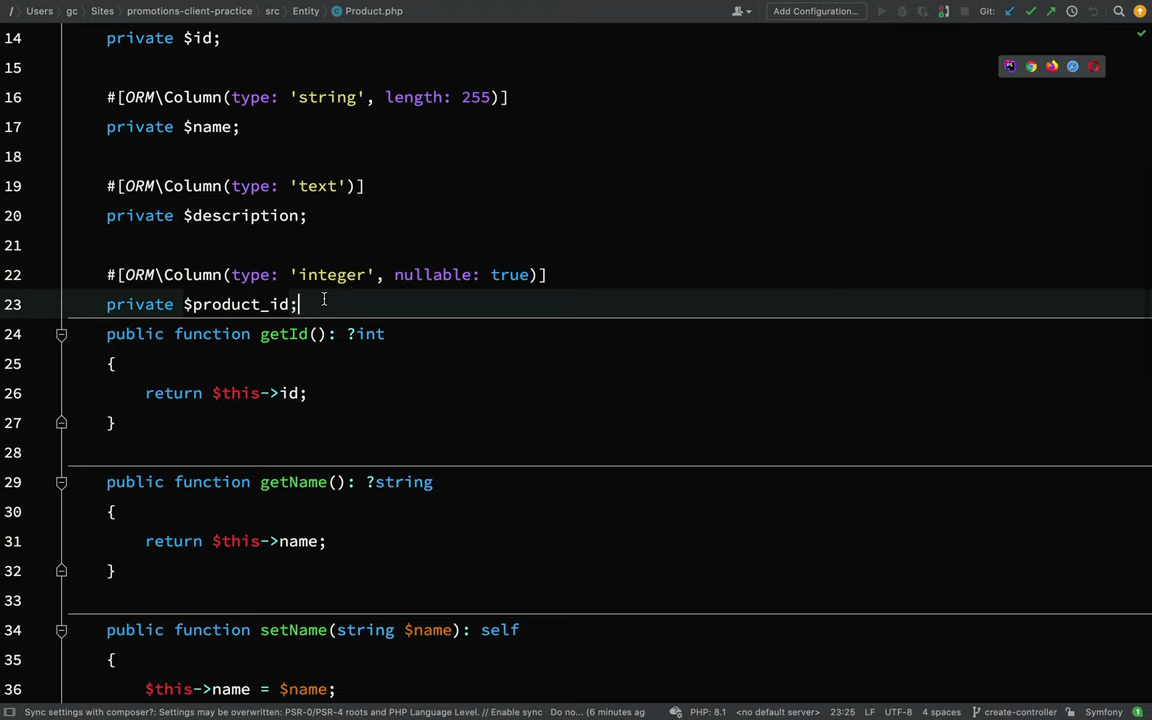 / Users gc Sites promotions-client-practice src Entity Product.php Add Configuration... Git:
14 private $id;
15
16 #[ORM\Column(type: 'string', length: 255)]
17 private $name;
18
19 #[ORM\Column(type: 'text')]
20 private $description;
21
22 #[ORM\Column(type: 'integer', nullable: true)]
23 private $product_id;
24 public function getId(): ?int
25 {
26 return $this->id;
27 }
28
29 public function getName(): ?string
30 {
31 return $this->name;
32 }
33
34 public function setName(string $name): self
35 {
36 $this->name = $name;
Sync settings with composer?: Settings may be overwritten: PSR-0/PSR-4 roots and PHP Language Level. // Enable sync Do no... (6 minutes ag PHP: 8.1 <no default server> 23:25 LF UTF-8 4 spaces create-controller Symfony 1